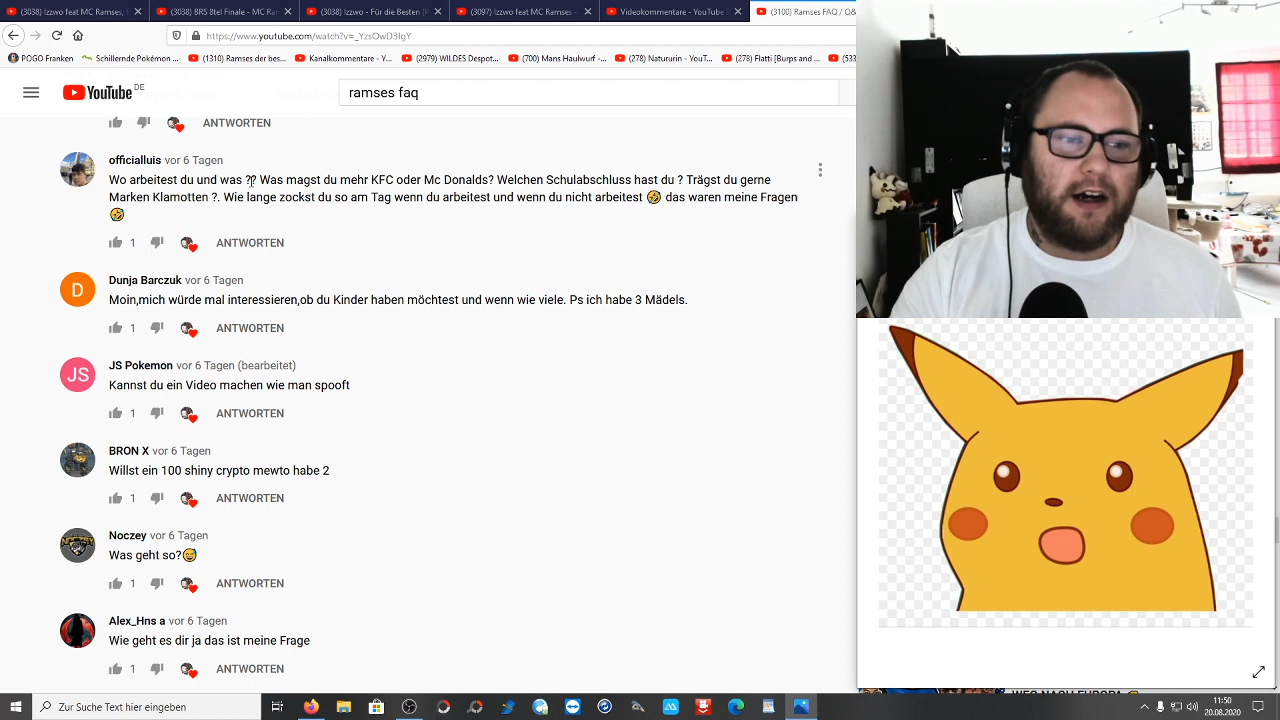 (3038) Izzwo feat MC Ramses
(3038) BRS 8tel Finale - MC Ram
(3038) Izzwo - Für die Besten (P
(3097) Izzwo feat MC Ramses
Videokommentare - YouTube S
(3100) Ramses FAQ / Q&
https://www.youtube.com/watch?v=_YzsOwD3IgY
POGO Franken
Schillernde Pokémon ...
(1310) Ramses der bes...
Kanalkommentare - Y...
(2979) WILDES Despot...
(700) Mans Haulwurf -...
(278) Naturuin - YouT...
(278) Flatti [Burps and ...
YouTube DE
ramses faq
ANTWORTEN
officialluis vor 6 Tagen
Wo arbeitest du und was ?? Was magst du mehr KFC oder Mc Donalds? Welchen Schulabschluss hast du ? Trägst du gerne
Marken Klamotten ?. Wie lange zockst du so am Tag wenn du arbeitest und wenn du nicht arbeitest 🤣 das waren meine Fragen
🤣
1 ANTWORTEN
D
Dunja Barczuk vor 6 Tagen
Moin,mich würde mal interessieren,ob du Kinder haben möchtest und wenn wie viele. Ps ich habe 3 Mädels.
1 ANTWORTEN
JS
JS Pokemon vor 6 Tagen (bearbeitet)
Kannst du ein Video machen wie man spooft
1 ANTWORTEN
BRON X vor 6 Tagen
Willst ein 100 shiny crypto mewto habe 2
1 ANTWORTEN
NOCZEY
Noczey vor 6 Tagen
Was geht so?😅
1 ANTWORTEN
Alex_Hns a vor 6 Tagen
Wie geht es dir ja das ist meine Frage
1 ANTWORTEN
Zur Suche Text hier eingeben
11:50
20.08.2020